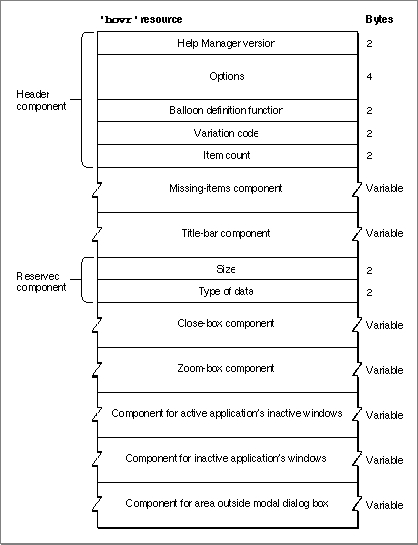 'hovr' resource Bytes
Help Manager version 2
Options 4
Header
component
Balloon definition function 2
Variation code 2
Item count 2
Missing-items component Variable
Title-bar component Variable
Size 2
Reservec
component
Type of data 2
Close-box component Variable
Zoom-box component Variable
Component for active application's inactive windows Variable
Component for inactive application's windows Variable
Component for area outside modal dialog box Variable